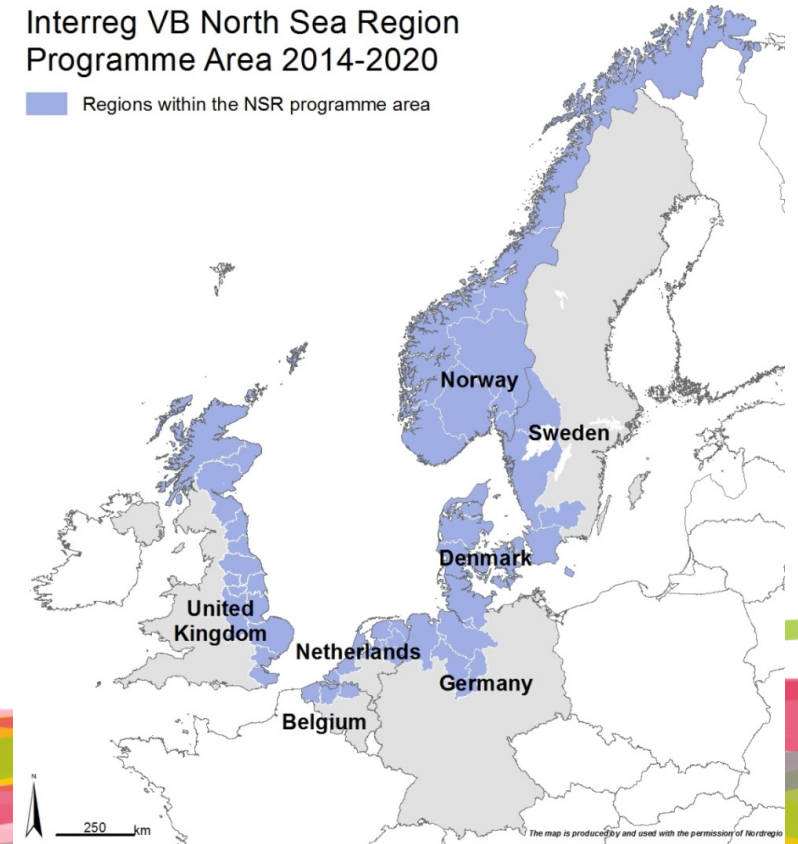 Interreg VB North Sea Region
Programme Area 2014-2020
Regions within the NSR programme area
Norway
Sweden
Denmark
United
Kingdom
Netherlands
Germany
Belgium
N
250 km
The map is produced by and used with the permission of Nordregio